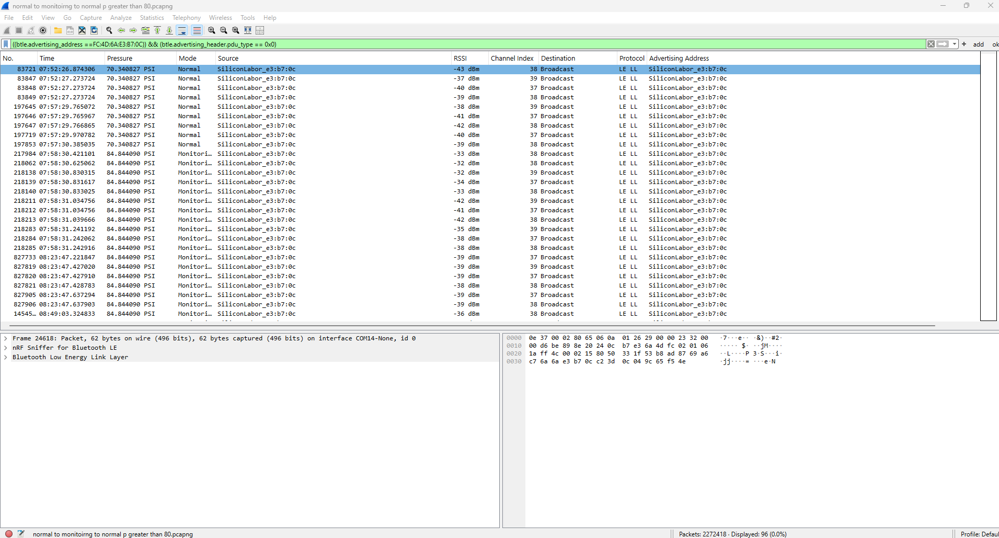 normal to monitoirng to normal p greater than 80.pcapng
File Edit View Go Capture Analyze Statistics Telephony Wireless Tools Help
((btle.advertising_address ==FC:4D:6A:E3:B7:0C)) && (btle.advertising_header.pdu_type == 0x0)
+ add ok
No. Time Pressure Mode Source RSSI Channel Index Destination Protocol Advertising Address
83721 07:52:26.874306 70.340827 PSI Normal SiliconLabor_e3:b7:0c -43 dBm 38 Broadcast LE LL SiliconLabor_e3:b7:0c
83847 07:52:27.273724 70.340827 PSI Normal SiliconLabor_e3:b7:0c -37 dBm 39 Broadcast LE LL SiliconLabor_e3:b7:0c
83848 07:52:27.273724 70.340827 PSI Normal SiliconLabor_e3:b7:0c -40 dBm 37 Broadcast LE LL SiliconLabor_e3:b7:0c
83849 07:52:27.273724 70.340827 PSI Normal SiliconLabor_e3:b7:0c -39 dBm 38 Broadcast LE LL SiliconLabor_e3:b7:0c
197645 07:57:29.765072 70.340827 PSI Normal SiliconLabor_e3:b7:0c -38 dBm 39 Broadcast LE LL SiliconLabor_e3:b7:0c
197646 07:57:29.765967 70.340827 PSI Normal SiliconLabor_e3:b7:0c -41 dBm 37 Broadcast LE LL SiliconLabor_e3:b7:0c
197647 07:57:29.766865 70.340827 PSI Normal SiliconLabor_e3:b7:0c -42 dBm 38 Broadcast LE LL SiliconLabor_e3:b7:0c
197719 07:57:29.970782 70.340827 PSI Normal SiliconLabor_e3:b7:0c -40 dBm 37 Broadcast LE LL SiliconLabor_e3:b7:0c
197853 07:57:30.385035 70.340827 PSI Normal SiliconLabor_e3:b7:0c -39 dBm 38 Broadcast LE LL SiliconLabor_e3:b7:0c
217984 07:58:30.421101 84.844090 PSI Monitori… SiliconLabor_e3:b7:0c -33 dBm 38 Broadcast LE LL SiliconLabor_e3:b7:0c
218062 07:58:30.625062 84.844090 PSI Monitori… SiliconLabor_e3:b7:0c -32 dBm 38 Broadcast LE LL SiliconLabor_e3:b7:0c
218138 07:58:30.830315 84.844090 PSI Monitori… SiliconLabor_e3:b7:0c -32 dBm 39 Broadcast LE LL SiliconLabor_e3:b7:0c
218139 07:58:30.831617 84.844090 PSI Monitori… SiliconLabor_e3:b7:0c -34 dBm 37 Broadcast LE LL SiliconLabor_e3:b7:0c
218140 07:58:30.833025 84.844090 PSI Monitori… SiliconLabor_e3:b7:0c -33 dBm 38 Broadcast LE LL SiliconLabor_e3:b7:0c
218211 07:58:31.034756 84.844090 PSI Monitori… SiliconLabor_e3:b7:0c -42 dBm 39 Broadcast LE LL SiliconLabor_e3:b7:0c
218212 07:58:31.034756 84.844090 PSI Monitori… SiliconLabor_e3:b7:0c -41 dBm 37 Broadcast LE LL SiliconLabor_e3:b7:0c
218213 07:58:31.039666 84.844090 PSI Monitori… SiliconLabor_e3:b7:0c -42 dBm 38 Broadcast LE LL SiliconLabor_e3:b7:0c
218283 07:58:31.241192 84.844090 PSI Monitori… SiliconLabor_e3:b7:0c -35 dBm 39 Broadcast LE LL SiliconLabor_e3:b7:0c
218284 07:58:31.242062 84.844090 PSI Monitori… SiliconLabor_e3:b7:0c -38 dBm 37 Broadcast LE LL SiliconLabor_e3:b7:0c
218285 07:58:31.242916 84.844090 PSI Monitori… SiliconLabor_e3:b7:0c -38 dBm 38 Broadcast LE LL SiliconLabor_e3:b7:0c
827733 08:23:47.221847 84.844090 PSI Monitori… SiliconLabor_e3:b7:0c -39 dBm 37 Broadcast LE LL SiliconLabor_e3:b7:0c
827819 08:23:47.427020 84.844090 PSI Monitori… SiliconLabor_e3:b7:0c -39 dBm 39 Broadcast LE LL SiliconLabor_e3:b7:0c
827820 08:23:47.427910 84.844090 PSI Monitori… SiliconLabor_e3:b7:0c -39 dBm 37 Broadcast LE LL SiliconLabor_e3:b7:0c
827821 08:23:47.428783 84.844090 PSI Monitori… SiliconLabor_e3:b7:0c -38 dBm 38 Broadcast LE LL SiliconLabor_e3:b7:0c
827905 08:23:47.637294 84.844090 PSI Monitori… SiliconLabor_e3:b7:0c -39 dBm 37 Broadcast LE LL SiliconLabor_e3:b7:0c
827906 08:23:47.637903 84.844090 PSI Monitori… SiliconLabor_e3:b7:0c -39 dBm 38 Broadcast LE LL SiliconLabor_e3:b7:0c
14545… 08:49:03.324833 84.844090 PSI Monitori… SiliconLabor_e3:b7:0c -36 dBm 38 Broadcast LE LL SiliconLabor_e3:b7:0c
Frame 24618: Packet, 62 bytes on wire (496 bits), 62 bytes captured (496 bits) on interface COM14-None, id 0
nRF Sniffer for Bluetooth LE
Bluetooth Low Energy Link Layer
0000 0e 37 00 02 80 65 06 0a 01 26 29 00 00 23 32 00 ·7···e·· ·&)··#2·
0010 00 d6 be 89 8e 20 24 0c b7 e3 6a 4d fc 02 01 06 ····· $· ··jM····
0020 1a ff 4c 00 02 15 80 50 33 1f 53 b8 ad 87 69 a6 ··L····P 3·S···i·
0030 c7 6a 6a e3 b7 0c c2 3d 0c 04 9c 65 f5 4e ·jj····= ···e·N
normal to monitoirng to normal p greater than 80.pcapng
Packets: 2272418 · Displayed: 96 (0.0%)
Profile: Defau